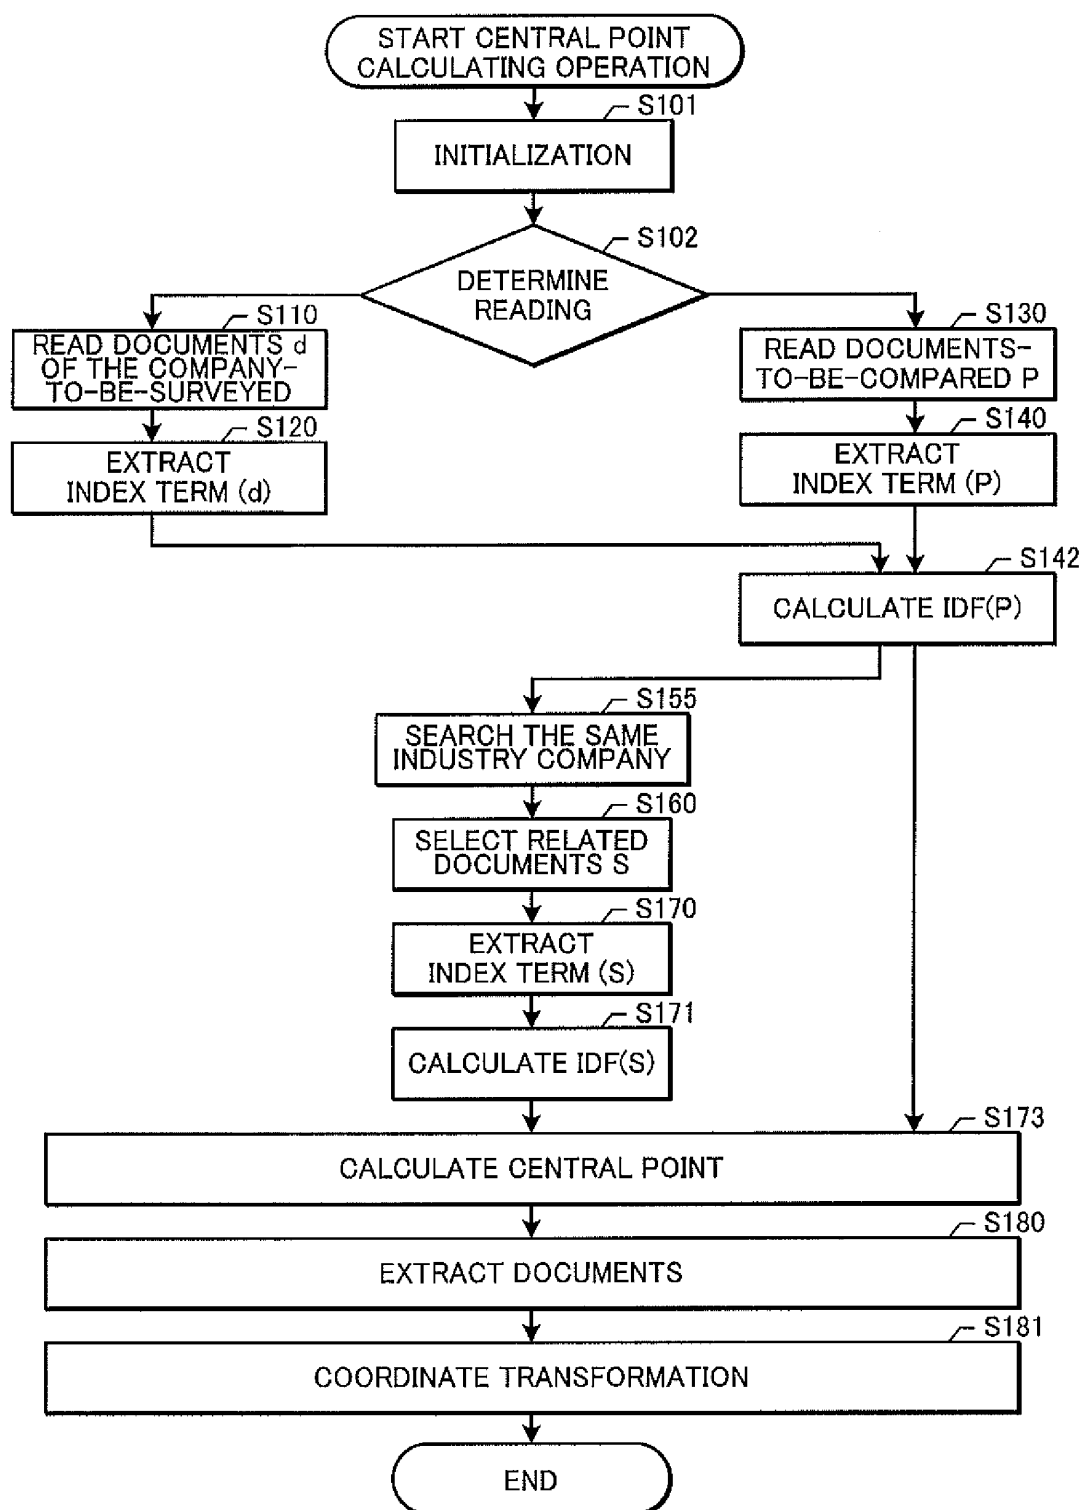 START CENTRAL POINT
CALCULATING OPERATION
S101
INITIALIZATION
S102
DETERMINE
READING
S110
READ DOCUMENTS d
OF THE COMPANY-
TO-BE-SURVEYED
S130
READ DOCUMENTS-
TO-BE-COMPARED P
S120
EXTRACT
INDEX TERM (d)
S140
EXTRACT
INDEX TERM (P)
S142
CALCULATE IDF(P)
S155
SEARCH THE SAME
INDUSTRY COMPANY
S160
SELECT RELATED
DOCUMENTS S
S170
EXTRACT
INDEX TERM (S)
S171
CALCULATE IDF(S)
S173
CALCULATE CENTRAL POINT
S180
EXTRACT DOCUMENTS
S181
COORDINATE TRANSFORMATION
END